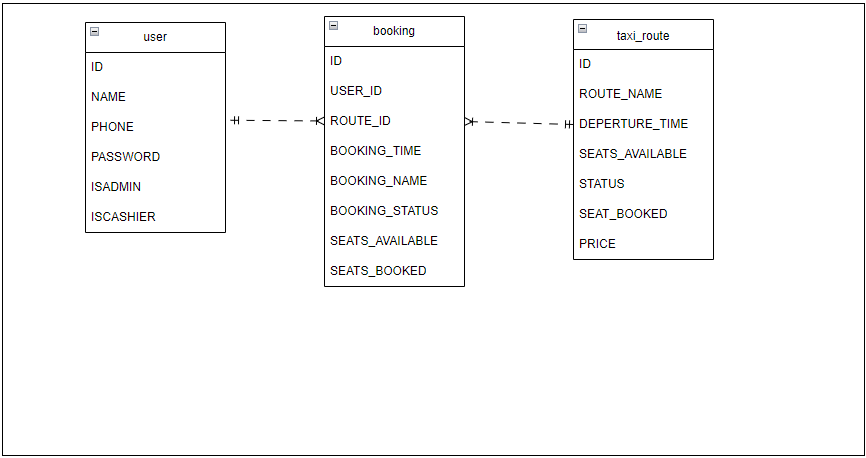 user
ID
NAME
PHONE
PASSWORD
ISADMIN
ISCASHIER
booking
ID
USER_ID
ROUTE_ID
BOOKING_TIME
BOOKING_NAME
BOOKING_STATUS
SEATS_AVAILABLE
SEATS_BOOKED
taxi_route
ID
ROUTE_NAME
DEPERTURE_TIME
SEATS_AVAILABLE
STATUS
SEAT_BOOKED
PRICE